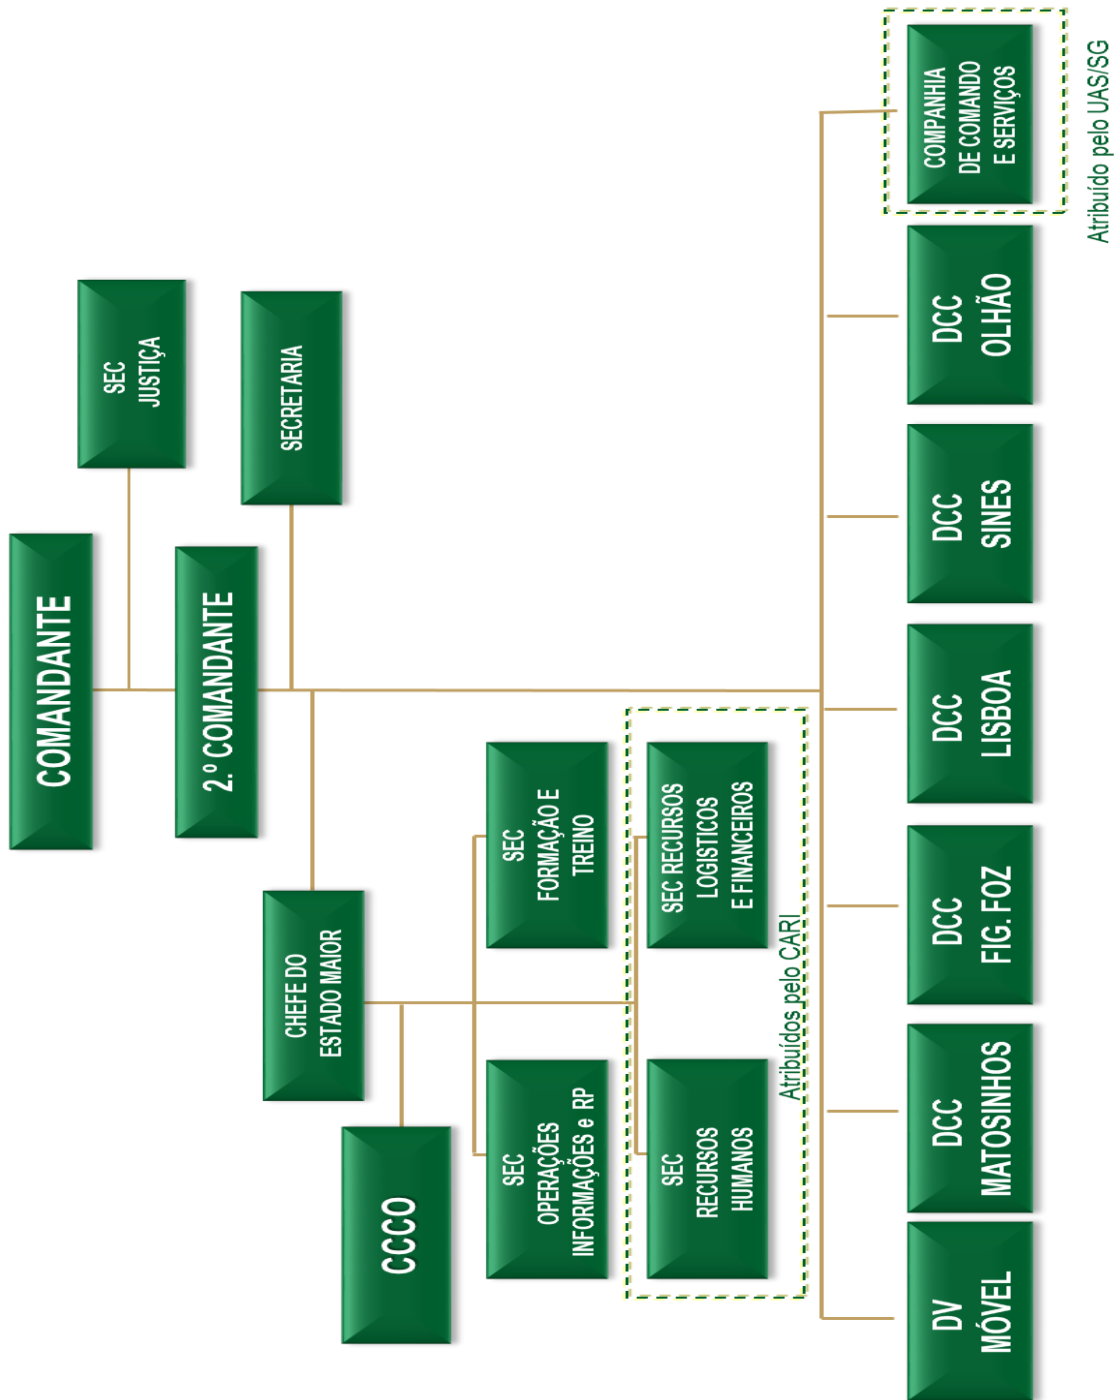 COMANDANTE
SEC
JUSTIÇA
2.º COMANDANTE
SECRETARIA
CHEFE DO
ESTADO MAIOR
CCCO
SEC
OPERAÇÕES
INFORMAÇÕES e RP
SEC
FORMAÇÃO E
TREINO
SEC
RECURSOS
HUMANOS
SEC RECURSOS
LOGISTICOS
E FINANCEIROS
Atribuídos pelo CARI
DV
MÓVEL
DCC
MATOSINHOS
DCC
FIG. FOZ
DCC
LISBOA
DCC
SINES
DCC
OLHÃO
COMPANHIA
DE COMANDO
E SERVIÇOS
Atribuído pelo UAS/SG